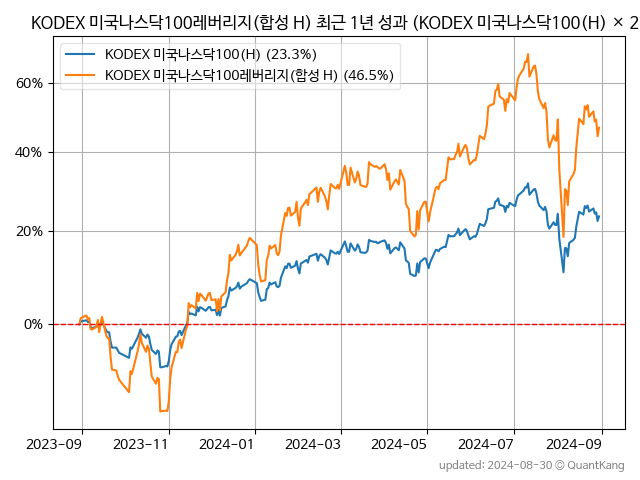 KODEX 미국나스닥100레버리지(합성 H) 최근 1년 성과 (KODEX 미국나스닥100(H) × 2
KODEX 미국나스닥100(H) (23.3%)
KODEX 미국나스닥100레버리지(합성 H) (46.5%)
60%
40%
20%
0%
2023-09 2023-11 2024-01 2024-03 2024-05 2024-07 2024-09
updated: 2024-08-30 © QuantKang